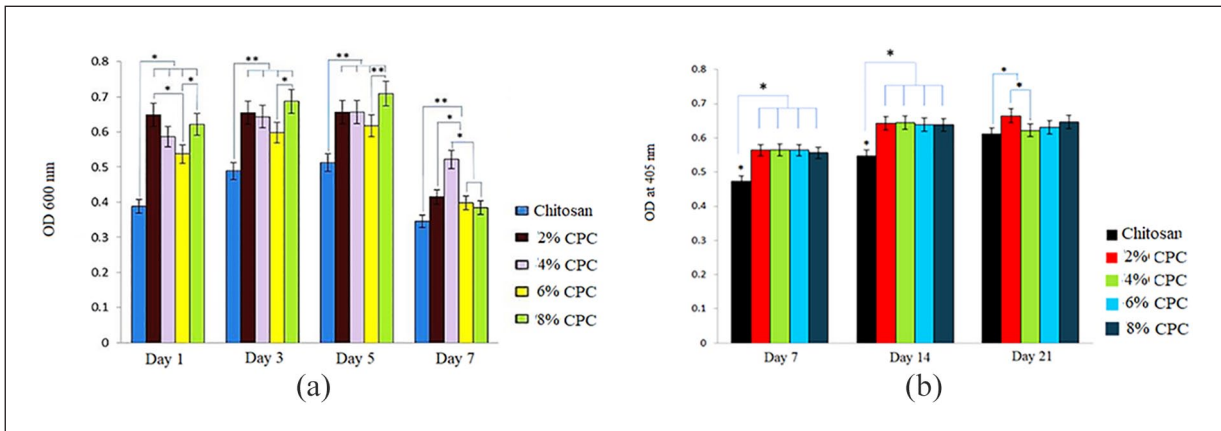 OD 600 nm
0.8
0.7
0.6
0.5
0.4
0.3
0.2
0.1
0
* * *
** *
** **
** * *
Day 1 Day 3 Day 5 Day 7
Chitosan
2% CPC
4% CPC
6% CPC
8% CPC
(a)
OD at 405 nm
0.8
0.7
0.6
0.5
0.4
0.3
0.2
0.1
0
* *
* *
* *
Day 7 Day 14 Day 21
Chitosan
2% CPC
4% CPC
6% CPC
8% CPC
(b)